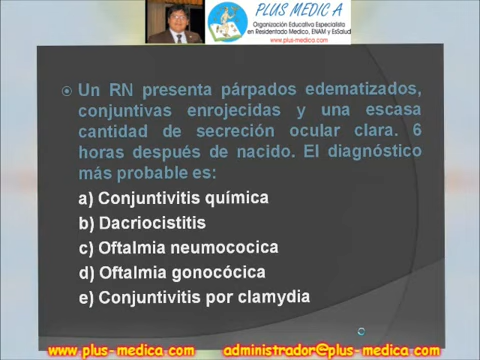 PLUS MEDIC A
Organización Educativa Especialista
en Residentado Medico, ENAM y EsSalud
www.plus-medica.com
Un RN presenta párpados edematizados,
conjuntivas enrojecidas y una escasa
cantidad de secreción ocular clara. 6
horas después de nacido. El diagnóstico
más probable es:
a) Conjuntivitis química
b) Dacriocistitis
c) Oftalmia neumococica
d) Oftalmia gonocócica
e) Conjuntivitis por clamydia
www.plus-medica.com administrador@plus-medica.com